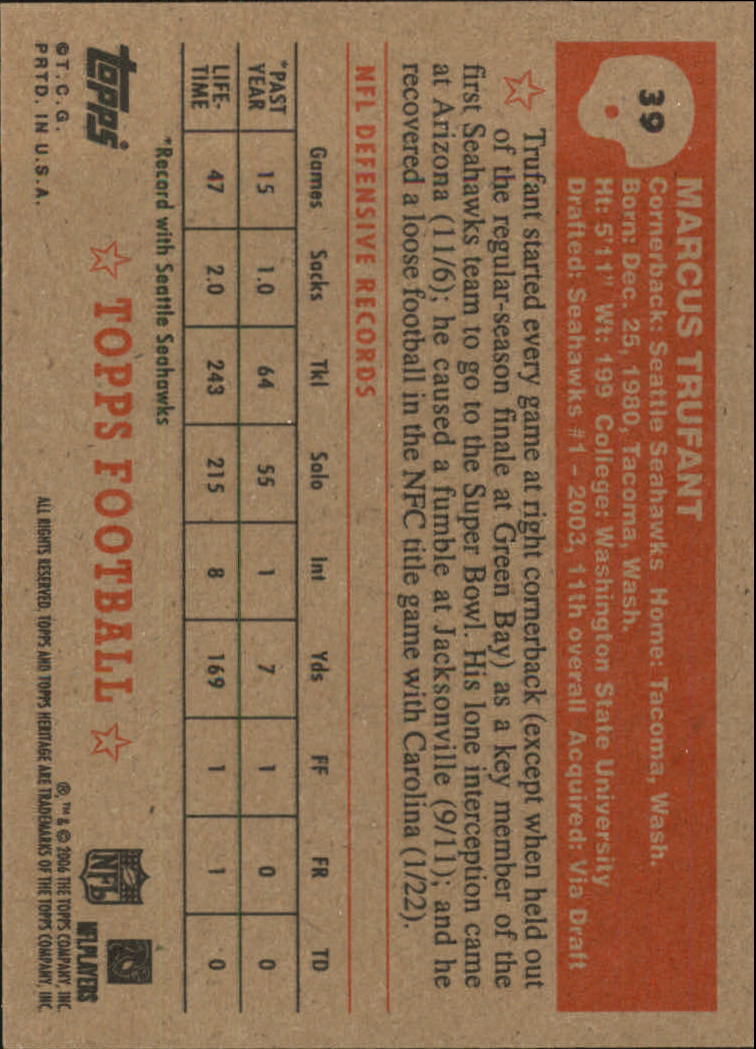 39
MARCUS TRUFANT
Cornerback: Seattle Seahawks Home: Tacoma, Wash.
Born: Dec. 25, 1980, Tacoma, Wash.
Ht: 5'11" Wt: 199 College: Washington State University
Drafted: Seahawks #1 - 2003, 11th overall Acquired: Via Draft
Trufant started every game at right cornerback (except when held out
of the regular-season finale at Green Bay) as a key member of the
first Seahawks team to go to the Super Bowl. His lone interception came
at Arizona (11/6); he caused a fumble at Jacksonville (9/11); and he
recovered a loose football in the NFC title game with Carolina (1/22).
NFL DEFENSIVE RECORDS
Games Sacks Tkl Solo Int Yds FF FR TD
*PAST YEAR 15 1.0 64 55 1 7 1 0 0
LIFE-TIME 47 2.0 243 215 8 169 1 1 0
*Record with Seattle Seahawks
topps
©T.C.G.
PRTD. IN U.S.A.
TOPPS FOOTBALL
NFL
NFLPLAYERS
®,™ & © 2006 THE TOPPS COMPANY, INC.
ALL RIGHTS RESERVED. TOPPS AND TOPPS HERITAGE ARE TRADEMARKS OF THE TOPPS COMPANY, INC.